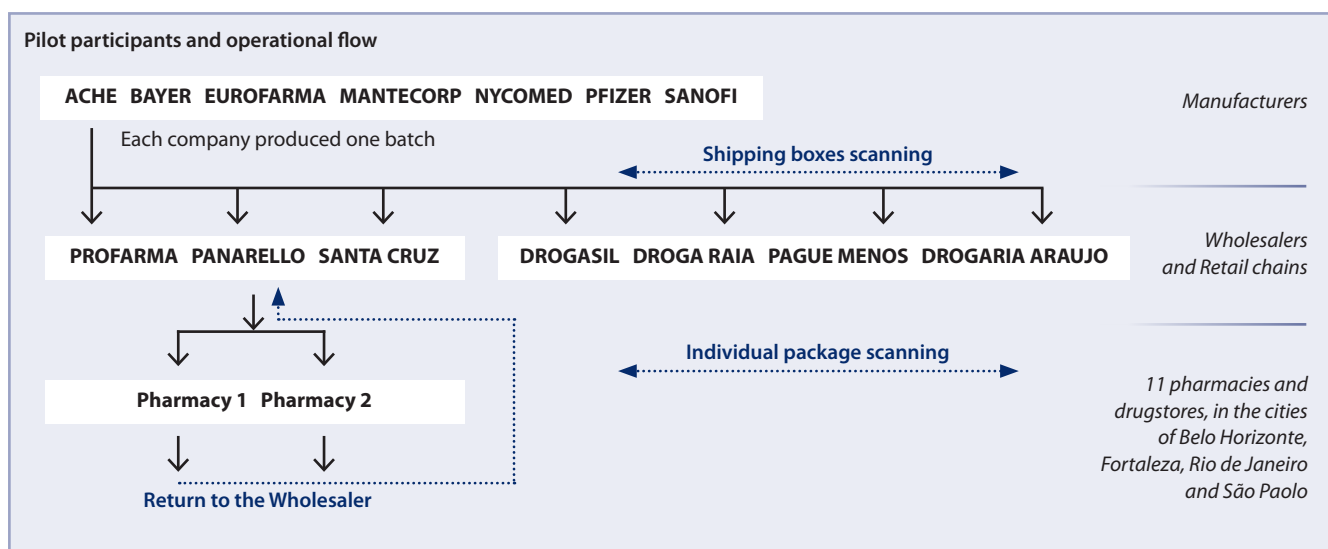 Pilot participants and operational flow
ACHE BAYER EUROFARMA MANTECORP NYCOMED PFIZER SANOFI
Manufacturers
Each company produced one batch
Shipping boxes scanning
PROFARMA PANARELLO SANTA CRUZ
DROGASIL DROGA RAIA PAGUE MENOS DROGARIA ARAUJO
Wholesalers
and Retail chains
Individual package scanning
Pharmacy 1 Pharmacy 2
11 pharmacies and
drugstores, in the cities
of Belo Horizonte,
Fortaleza, Rio de Janeiro
and São Paolo
Return to the Wholesaler